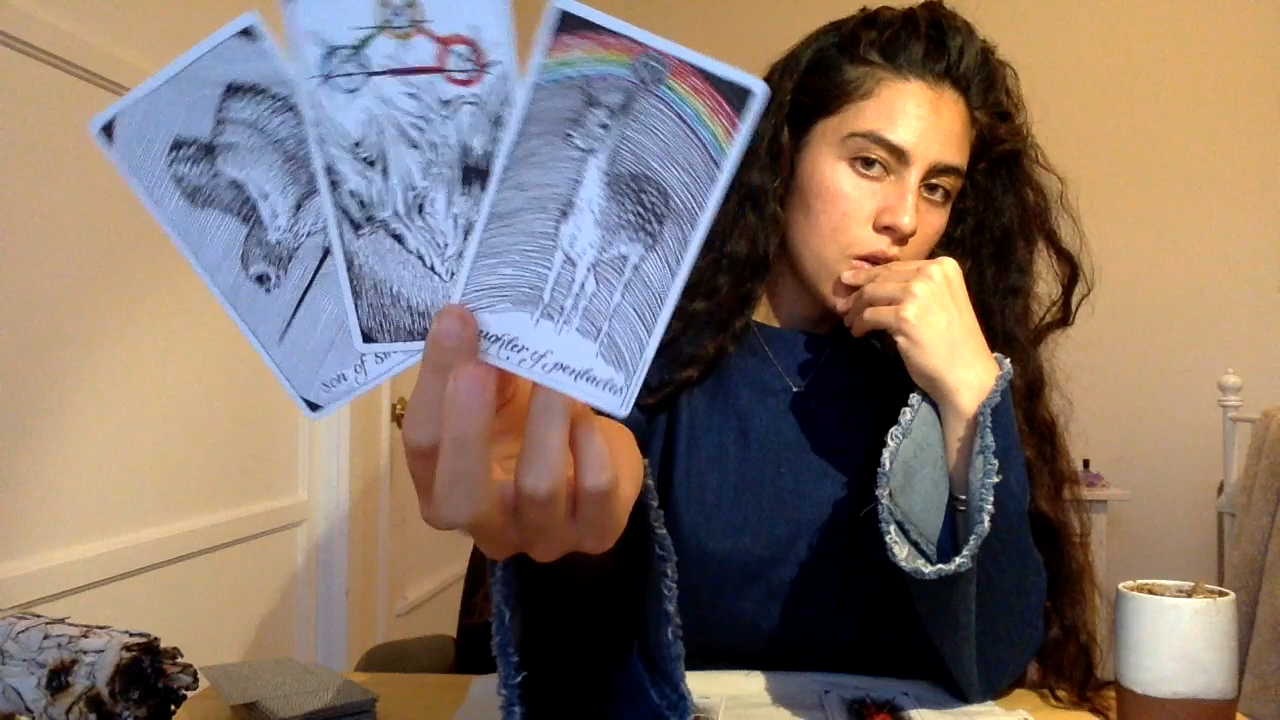 son of
ughter of pentacles